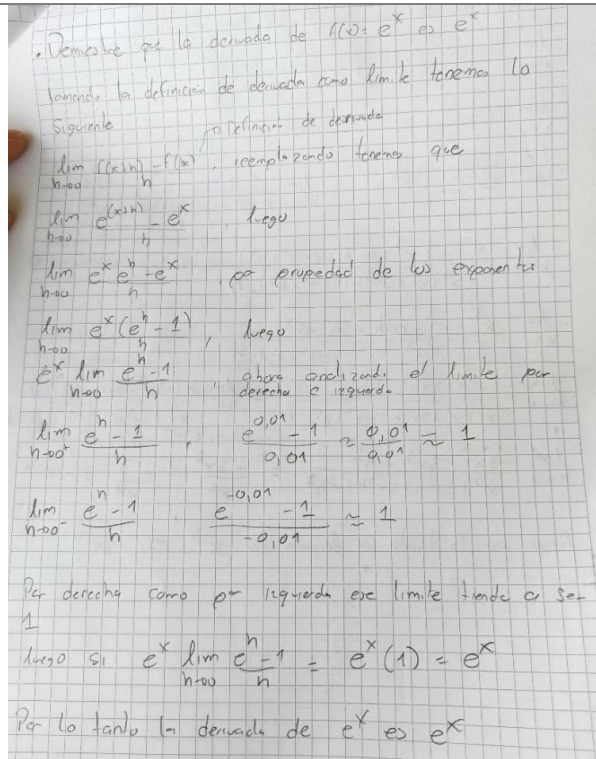 . Demuestre que la derivada de f(x)= e^x es e^x
tomando la definición de derivada como limite tenemos lo
siguiente
→ Definición de derivada
lim h→0 (f(x+h) - f(x))/h , reemplazando tenemos que
lim h→0 (e^(x+h) - e^x)/h luego
lim h→0 (e^x e^h - e^x)/h , por propiedad de los exponentes
lim h→0 (e^x (e^h - 1))/h , luego
e^x lim h→0 (e^h - 1)/h , ahora analizando el limite por
derecha e izquierda
lim h→0^+ (e^h - 1)/h , (e^0,01 - 1)/0,01 ≈ 0,01/0,01 ≈ 1
lim h→0^- (e^h - 1)/h (e^-0,01 - 1)/-0,01 ≈ 1
Por derecha como por izquierda ese limite tiende a ser
1
luego si e^x lim h→0 (e^h - 1)/h = e^x (1) = e^x
Por lo tanto la derivada de e^x es e^x